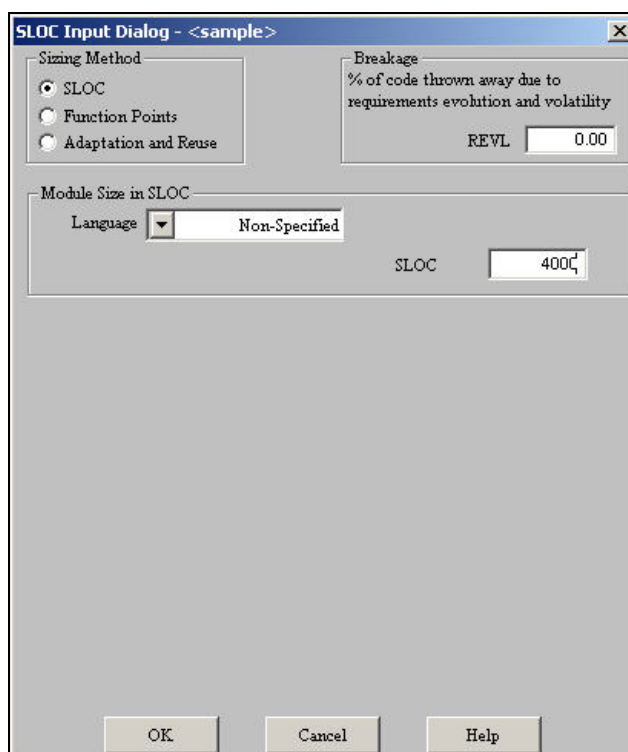 SLOC Input Dialog - <sample>
Sizing Method
SLOC
Function Points
Adaptation and Reuse
Breakage
% of code thrown away due to
requirements evolution and volatility
REVL 0.00
Module Size in SLOC
Language Non-Specified
SLOC 4000
OK Cancel Help